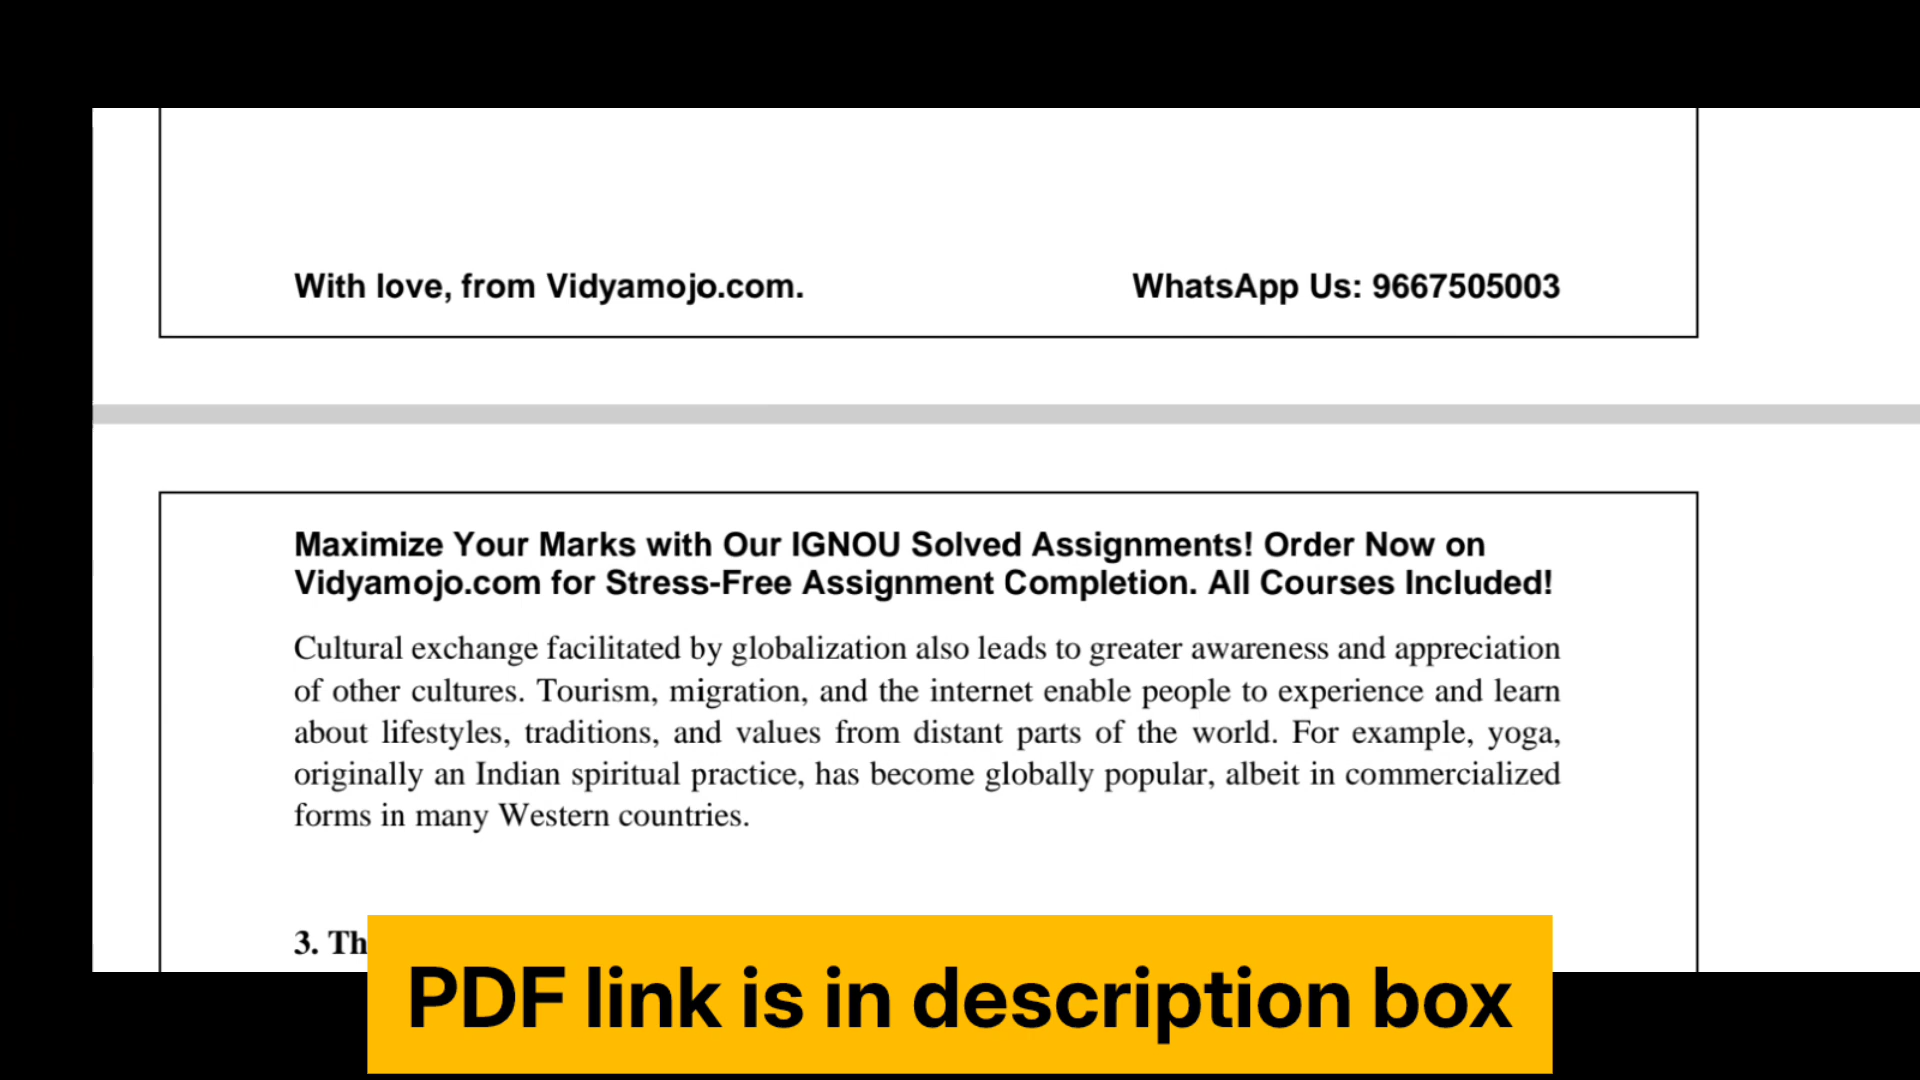 With love, from Vidyamojo.com.
WhatsApp Us: 9667505003
Maximize Your Marks with Our IGNOU Solved Assignments! Order Now on
Vidyamojo.com for Stress-Free Assignment Completion. All Courses Included!
Cultural exchange facilitated by globalization also leads to greater awareness and appreciation
of other cultures. Tourism, migration, and the internet enable people to experience and learn
about lifestyles, traditions, and values from distant parts of the world. For example, yoga,
originally an Indian spiritual practice, has become globally popular, albeit in commercialized
forms in many Western countries.
3. Th
PDF link is in description box